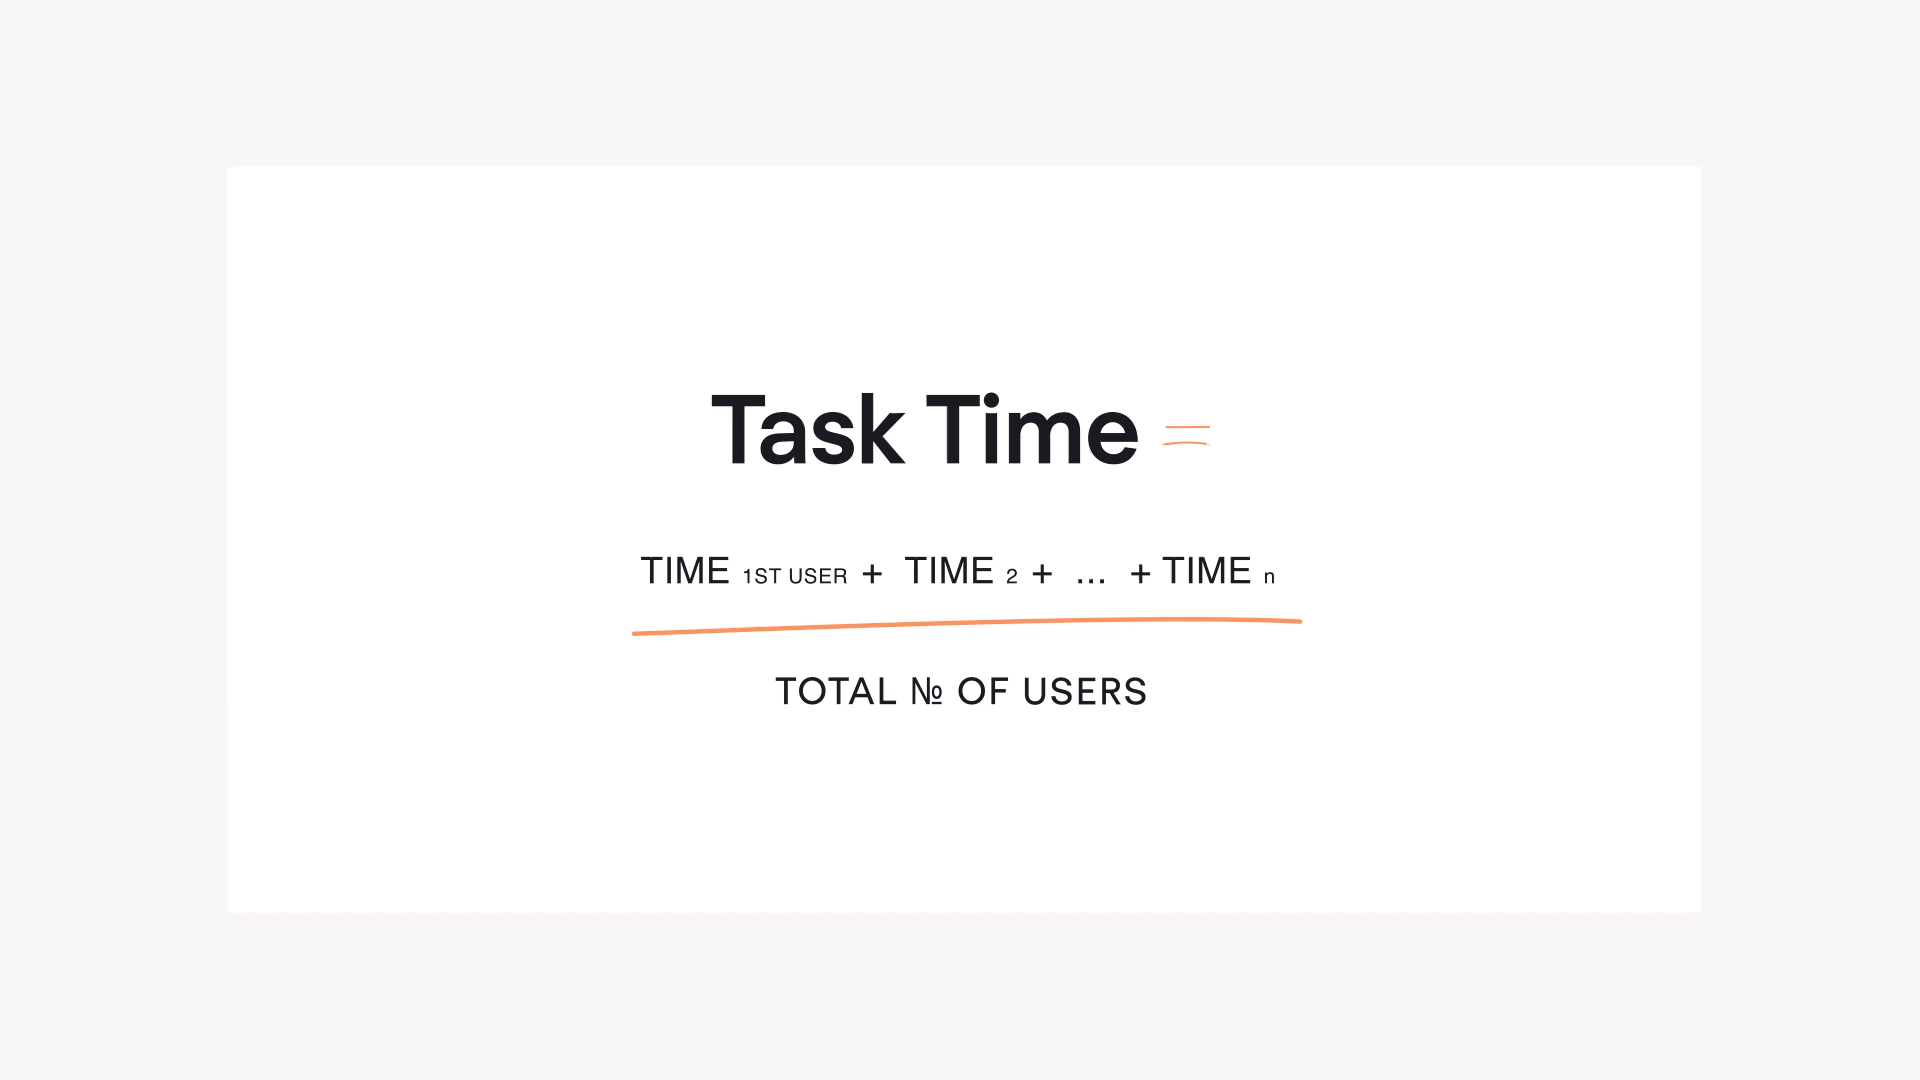 Task Time =
TIME 1ST USER + TIME 2 + ... + TIME n
TOTAL № OF USERS